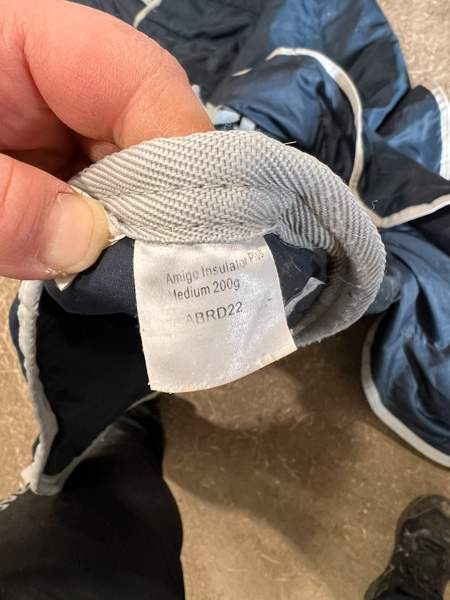 Amigo Insulator Plus
Medium 200g
ABRD22